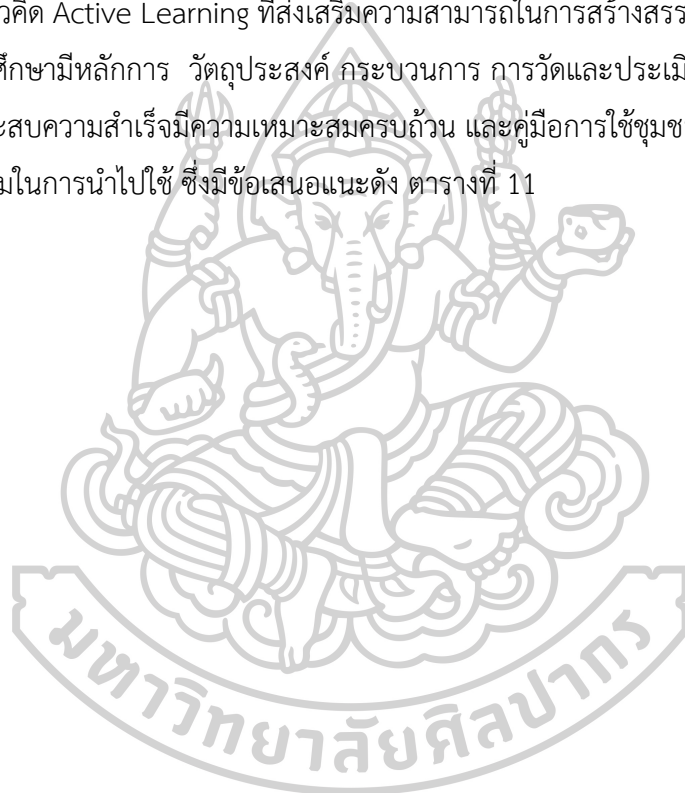 วคิด Active Learning ที่ส่งเสริมความสามารถในการสร้างสรร
ศึกษามีหลักการ วัตถุประสงค์ กระบวนการ การวัดและประเมิ
ะสบความสำเร็จมีความเหมาะสมครบถ้วน และคู่มือการใช้ชุมช
มในการนำไปใช้ ซึ่งมีข้อเสนอแนะดัง ตารางที่ 11
มหาวิทยาลัยศิลปากร